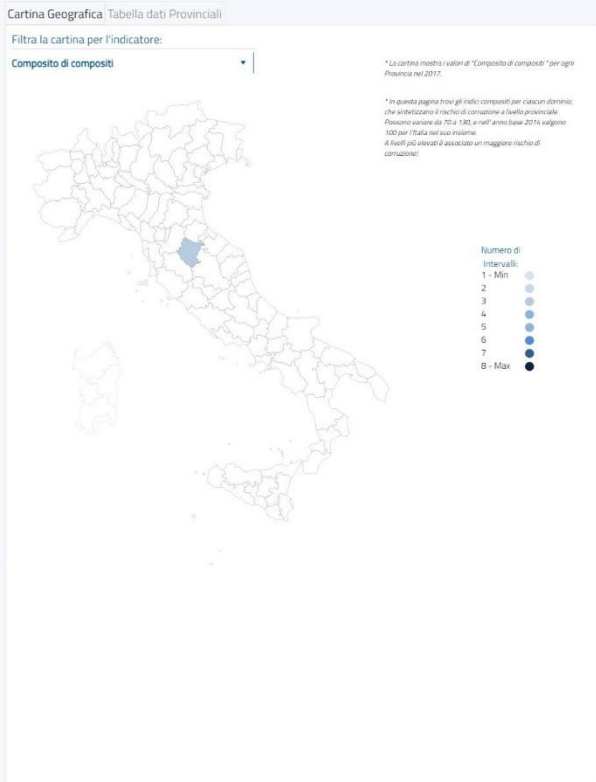 Cartina Geografica Tabella dati Provinciali
Filtra la cartina per l'indicatore:
Composito di compositi
* La cartina mostra i valori di "Composito di compositi " per ogni
Provincia nel 2017.
* In questa pagina trovi gli indici compositi per ciascun dominio,
che sintetizzano il rischio di corruzione a livello provinciale.
Possono variare da 70 a 130, e nell' anno base 2014 valgono
100 per l'Italia nel suo insieme.
A livelli più elevati è associato un maggiore rischio di
corruzione!
Numero di
Intervalli:
1 - Min
2
3
4
5
6
7
8 - Max